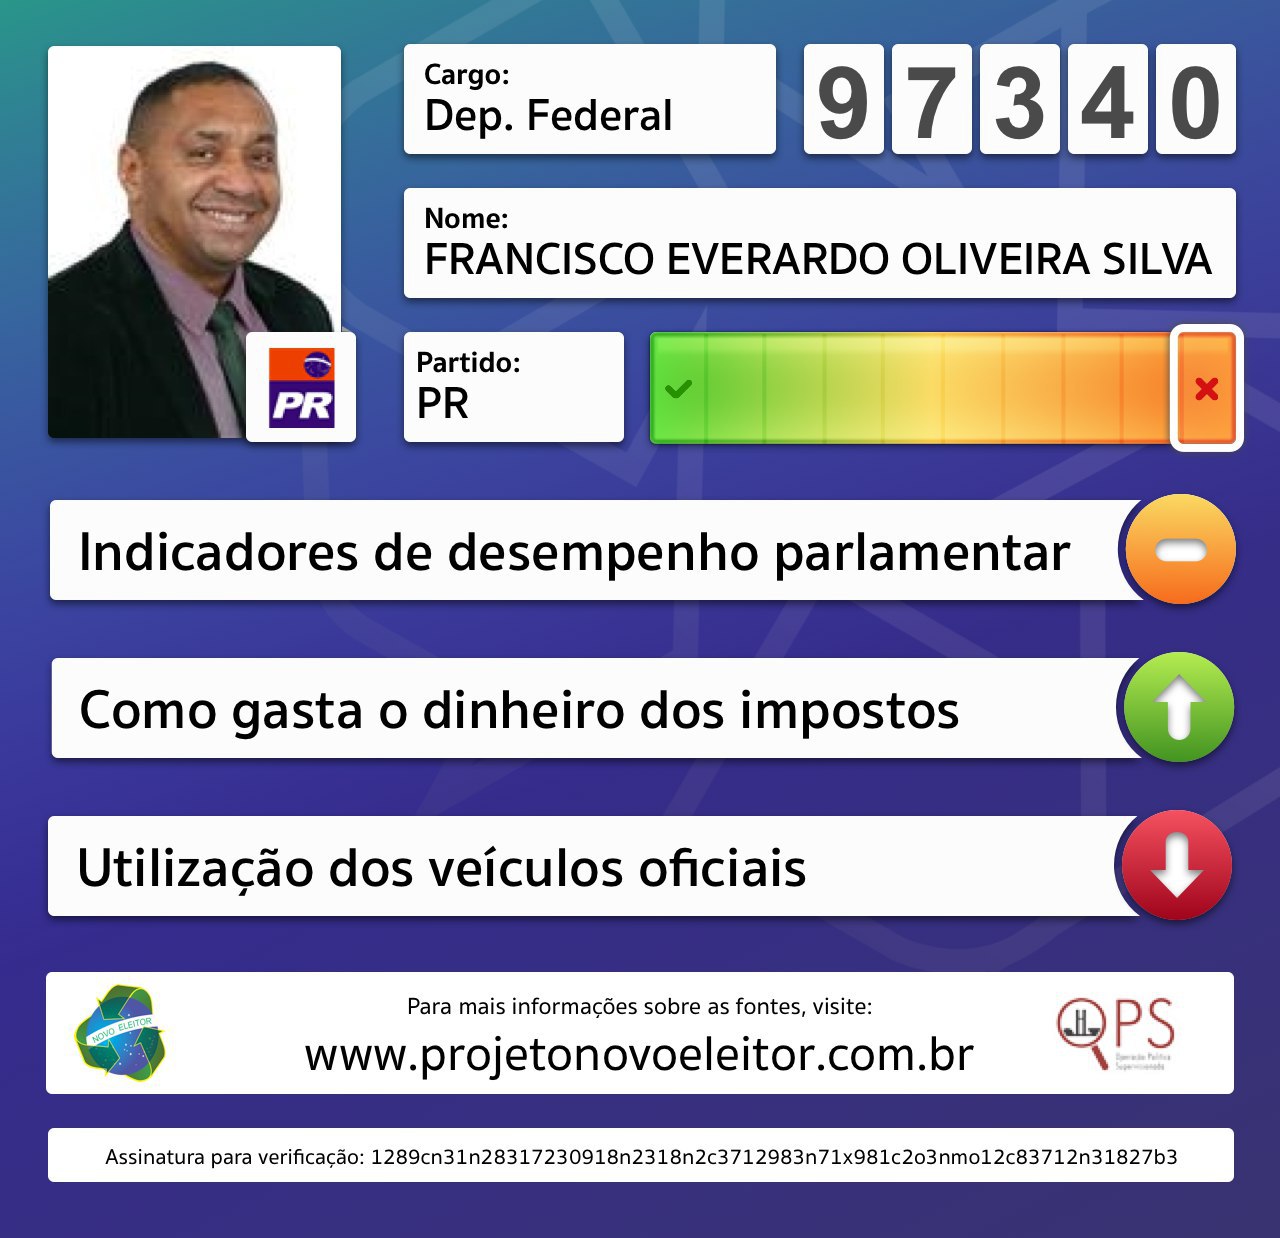 Cargo:
Dep. Federal
9 7 3 4 0
Nome:
FRANCISCO EVERARDO OLIVEIRA SILVA
Partido:
PR
PR
Indicadores de desempenho parlamentar
Como gasta o dinheiro dos impostos
Utilização dos veículos oficiais
NOVO ELEITOR
Para mais informações sobre as fontes, visite:
www.projetonovoeleitor.com.br
OPS
Operação Política
Supervisionada
Assinatura para verificação: 1289cn31n28317230918n2318n2c3712983n71x981c2o3nmo12c83712n31827b3